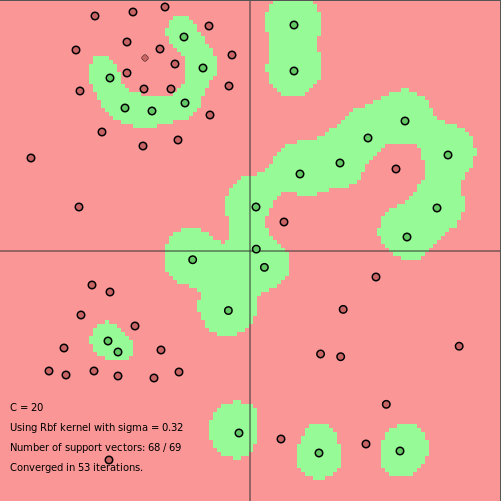 C = 20
Using Rbf kernel with sigma = 0.32
Number of support vectors: 68 / 69
Converged in 53 iterations.